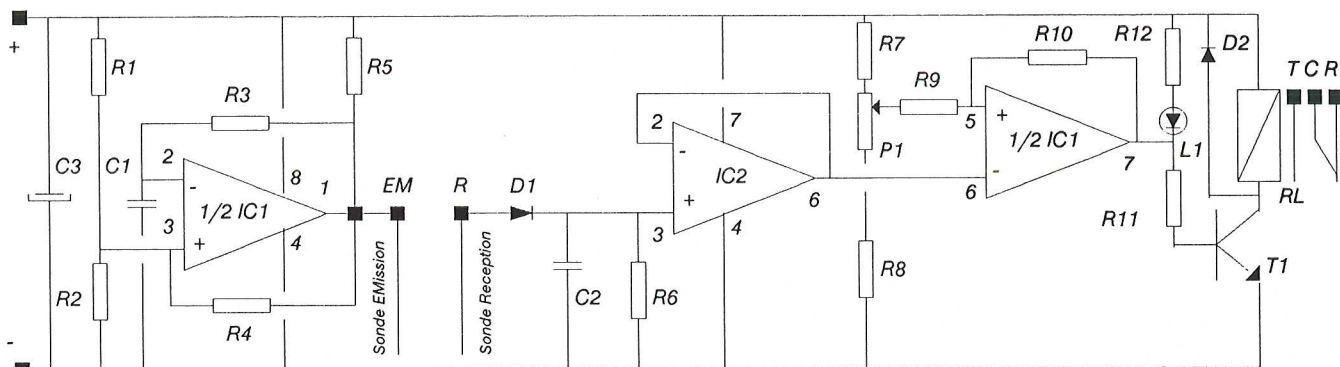 +
R1
R5
R7
R10
R12
D2
T C R
R3
R9
5
+
1/2 IC1
7
C3
C1
2
-
8
1
EM
R
D1
2
-
7
IC2
P1
L1
3
1/2 IC1
+
4
+
3
4
6
6
-
R11
RL
R2
R4
Sonde EMission
Sonde Reception
C2
R6
R8
T1
-